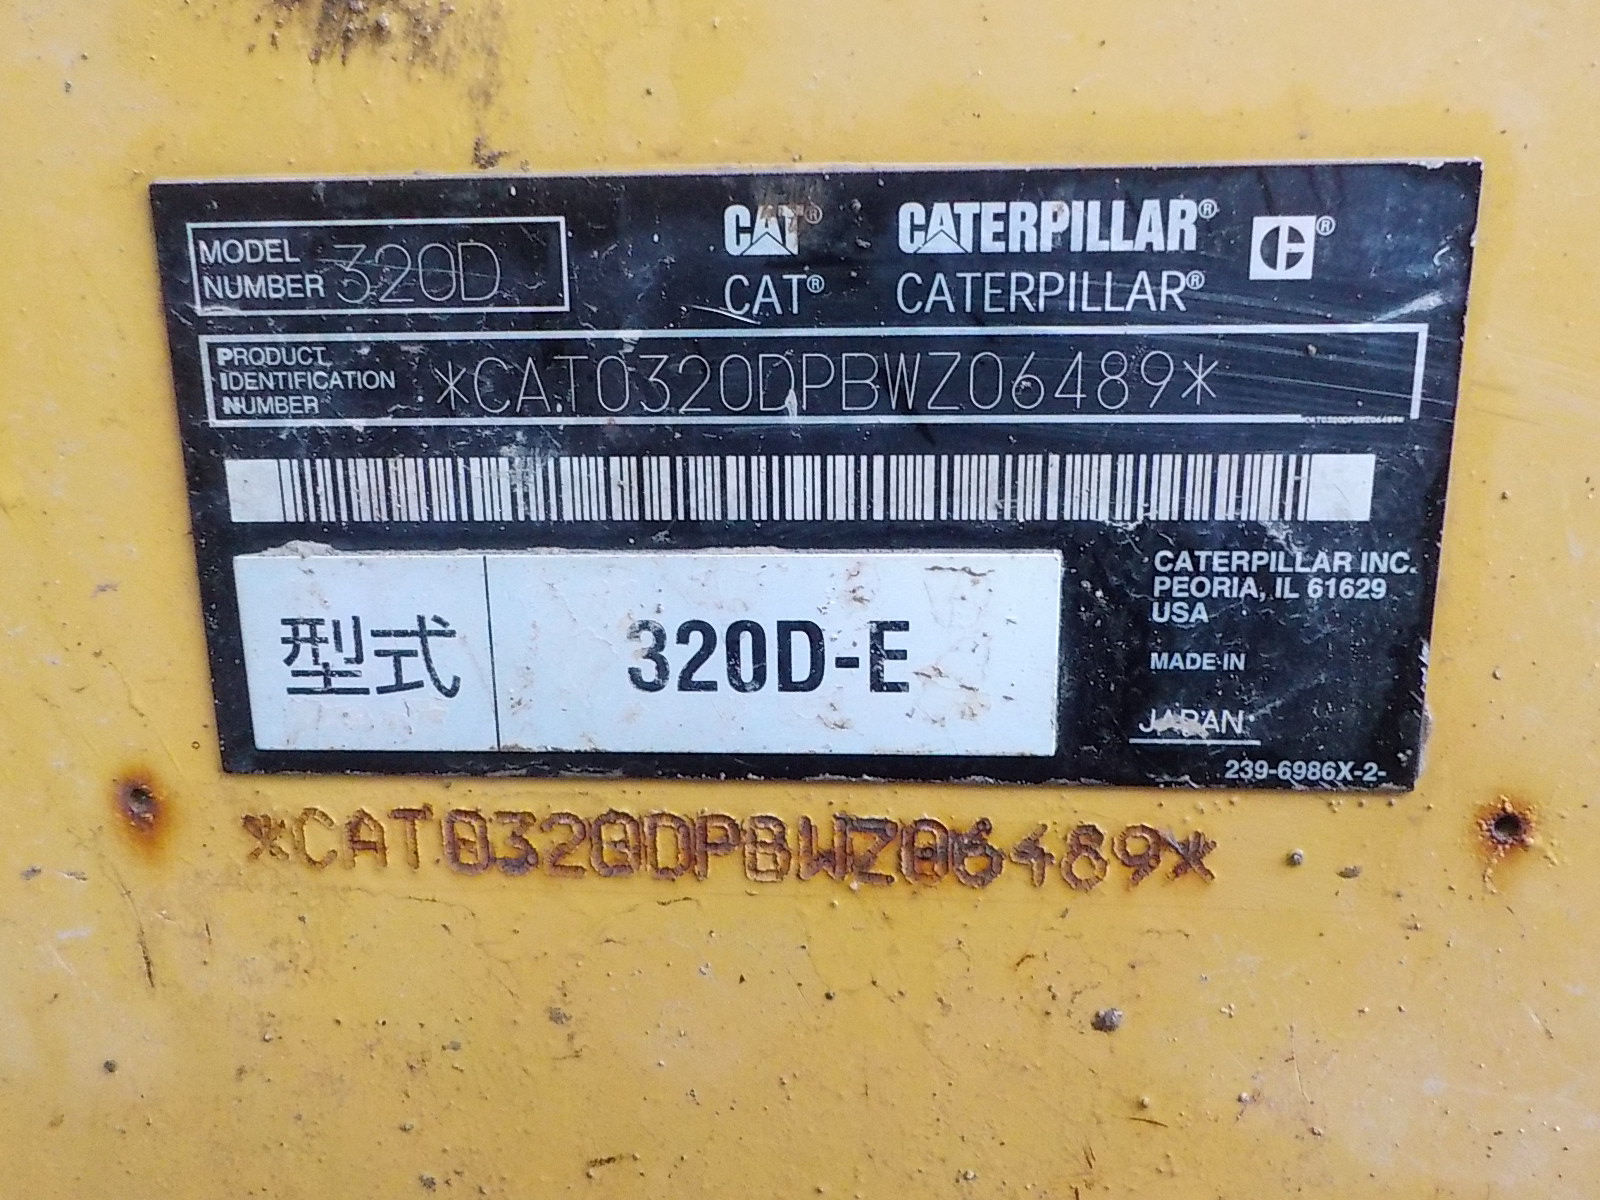 MODEL NUMBER 320D
CAT® CATERPILLAR® C®
CAT® CATERPILLAR®
PRODUCT IDENTIFICATION NUMBER *CAT0320DPBWZ06489*
*CAT0320DPBWZ06489*
型式 320D-E
CATERPILLAR INC.
PEORIA, IL 61629
USA
MADE IN
JAPAN
239-6986X-2-
*CAT0320DPBWZ06489*